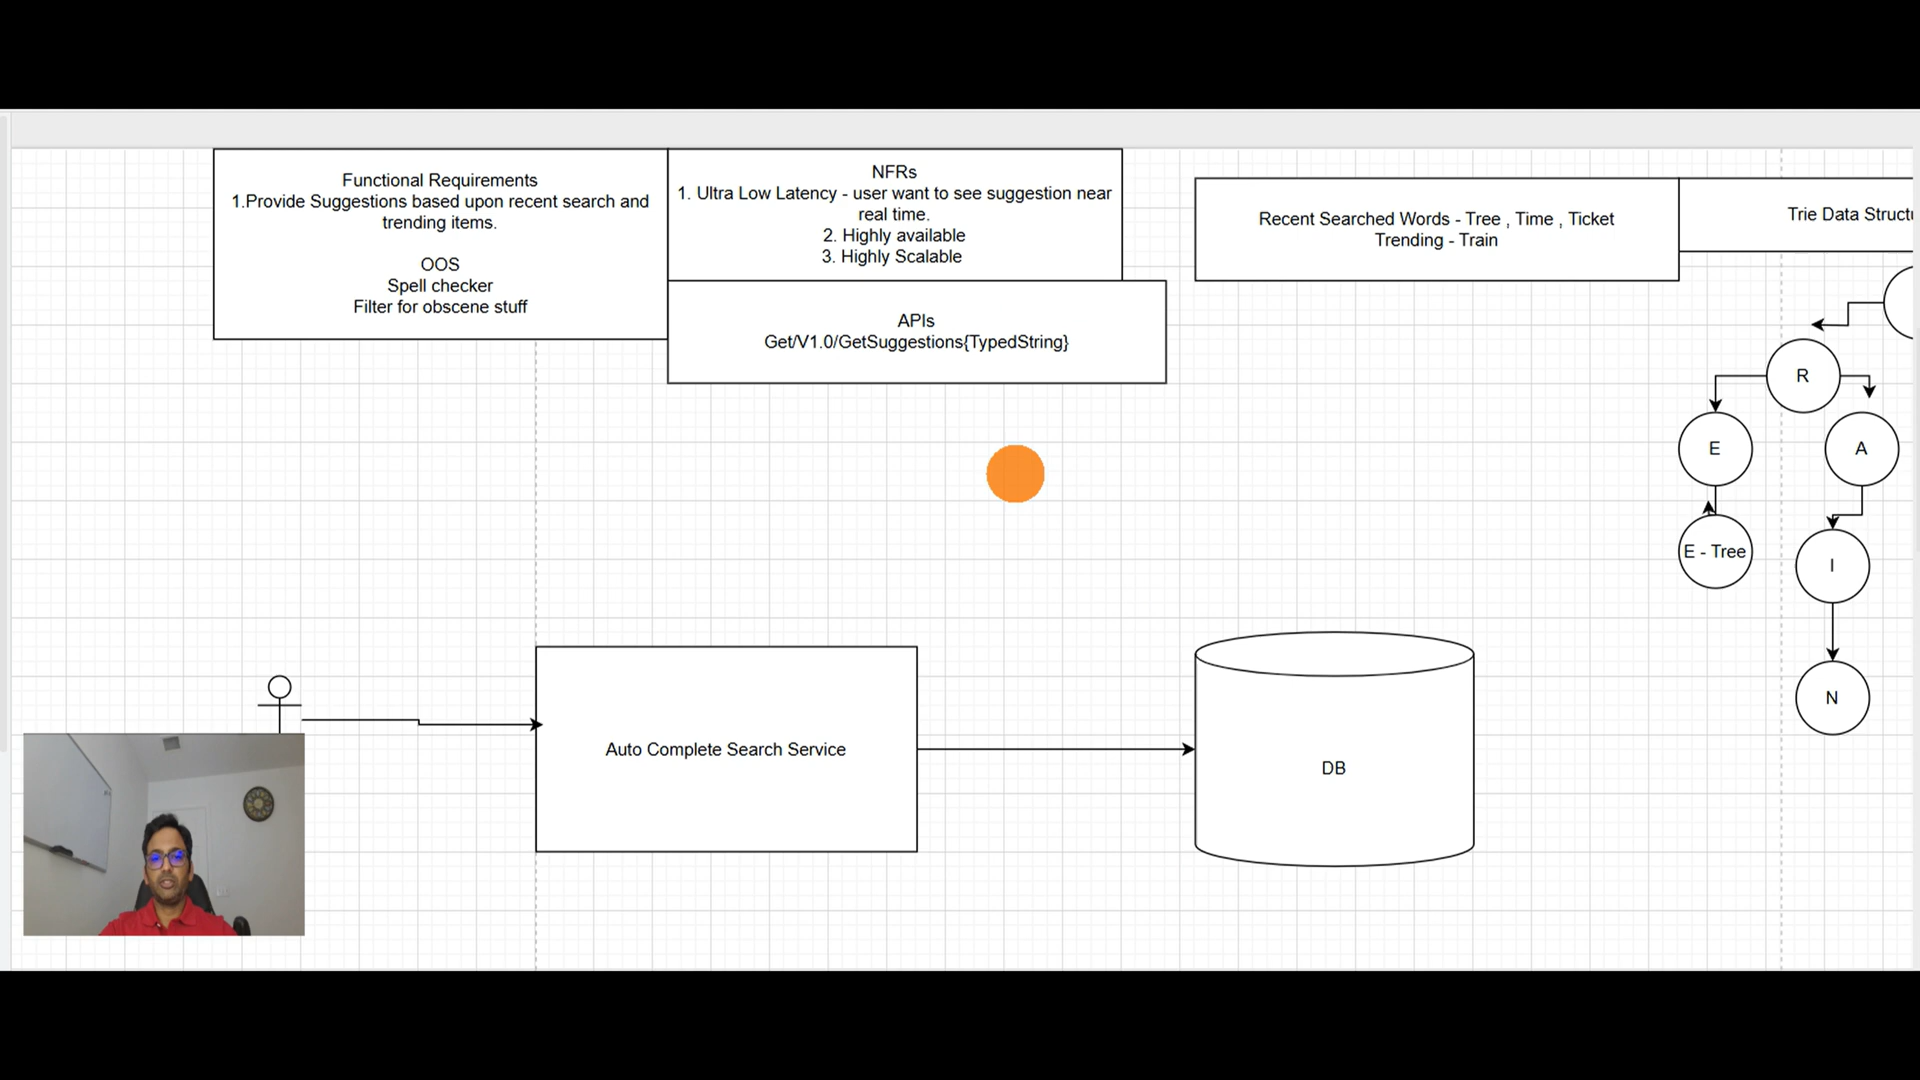 Functional Requirements
1.Provide Suggestions based upon recent search and
trending items.
OOS
Spell checker
Filter for obscene stuff
NFRs
1. Ultra Low Latency - user want to see suggestion near
real time.
2. Highly available
3. Highly Scalable
APIs
Get/V1.0/GetSuggestions{TypedString}
Recent Searched Words - Tree , Time , Ticket
Trending - Train
Trie Data
R
E
A
E - Tree
I
N
Auto Complete Search Service
DB